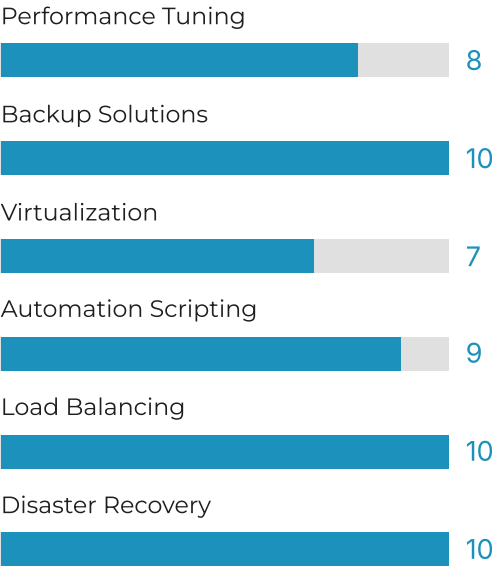 Performance Tuning
8
Backup Solutions
10
Virtualization
7
Automation Scripting
9
Load Balancing
10
Disaster Recovery
10